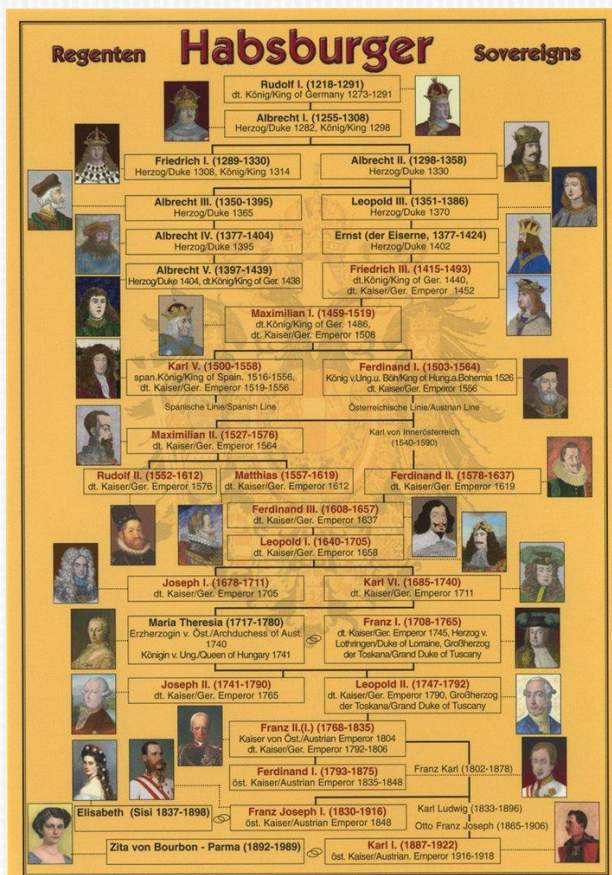 Regenten Habsburger Sovereigns
Rudolf I. (1218-1291)
dt. König/King of Germany 1273-1291
Albrecht I. (1255-1308)
Herzog/Duke 1282, König/King 1298
Friedrich I. (1289-1330)
Herzog/Duke 1308, König/King 1314
Albrecht II. (1298-1358)
Herzog/Duke 1330
Albrecht III. (1350-1395)
Herzog/Duke 1365
Leopold III. (1351-1386)
Herzog/Duke 1370
Albrecht IV. (1377-1404)
Herzog/Duke 1395
Ernst (der Eiserne, 1377-1424)
Herzog/Duke 1402
Albrecht V. (1397-1439)
Herzog/Duke 1404, dt.König/King of Ger. 1438
Friedrich III. (1415-1493)
dt.König/King of Ger. 1440,
dt. Kaiser/Ger. Emperor 1452
Maximilian I. (1459-1519)
dt.König/King of Ger. 1486,
dt. Kaiser/Ger. Emperor 1508
Karl V. (1500-1558)
span.König/King of Spain. 1516-1556,
dt. Kaiser/Ger. Emperor 1519-1556
Ferdinand I. (1503-1564)
König v.Ung.u. Böh/King of Hung.a.Bohemia 1526
dt. Kaiser/Ger. Emperor 1556
Spanische Linie/Spanish Line
Österreichische Linie/Austrian Line
Maximilian II. (1527-1576)
dt. Kaiser/Ger. Emperor 1564
Karl von Innerösterreich
(1540-1590)
Rudolf II. (1552-1612)
dt. Kaiser/Ger. Emperor 1576
Matthias (1557-1619)
dt. Kaiser/Ger. Emperor 1612
Ferdinand II. (1578-1637)
dt. Kaiser/Ger. Emperor 1619
Ferdinand III. (1608-1657)
dt. Kaiser/Ger. Emperor 1637
Leopold I. (1640-1705)
dt. Kaiser/Ger. Emperor 1658
Joseph I. (1678-1711)
dt. Kaiser/Ger. Emperor 1705
Karl VI. (1685-1740)
dt. Kaiser/Ger. Emperor 1711
Maria Theresia (1717-1780)
Erzherzogin v. Öst./Archduchess of Aust.
1740
Königin v. Ung./Queen of Hungary 1741
Franz I. (1708-1765)
dt. Kaiser/Ger. Emperor 1745, Herzog v.
Lothringen/Duke of Lorraine, Großherzog
der Toskana/Grand Duke of Tuscany
Joseph II. (1741-1790)
dt. Kaiser/Ger. Emperor 1765
Leopold II. (1747-1792)
dt. Kaiser/Ger. Emperor 1790, Großherzog
der Toskana/Grand Duke of Tuscany
Franz II.(I.) (1768-1835)
Kaiser von Öst./Austrian Emperor 1804
dt. Kaiser/Ger. Emperor 1792-1806
Ferdinand I. (1793-1875)
öst. Kaiser/Austrian Emperor 1835-1848
Franz Karl (1802-1878)
Elisabeth (Sisi 1837-1898)
Franz Joseph I. (1830-1916)
öst. Kaiser/Austrian Emperor 1848
Karl Ludwig (1833-1896)
Otto Franz Joseph (1865-1906)
Zita von Bourbon - Parma (1892-1989)
Karl I. (1887-1922)
öst. Kaiser/Austrian. Emperor 1916-1918